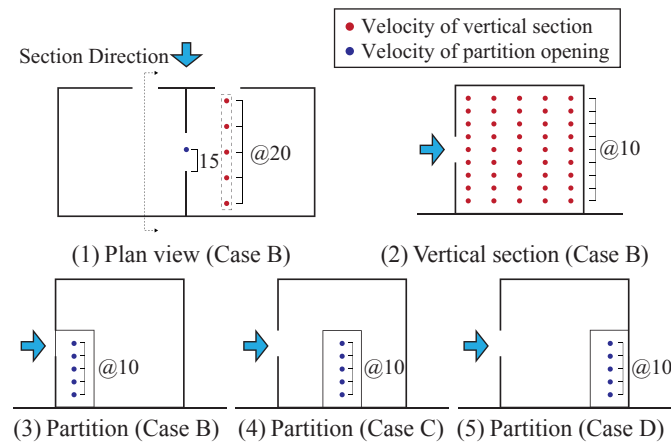 Velocity of vertical section
Velocity of partition opening
Section Direction
15
@20
@10
(1) Plan view (Case B)
(2) Vertical section (Case B)
@10
@10
@10
(3) Partition (Case B)
(4) Partition (Case C)
(5) Partition (Case D)